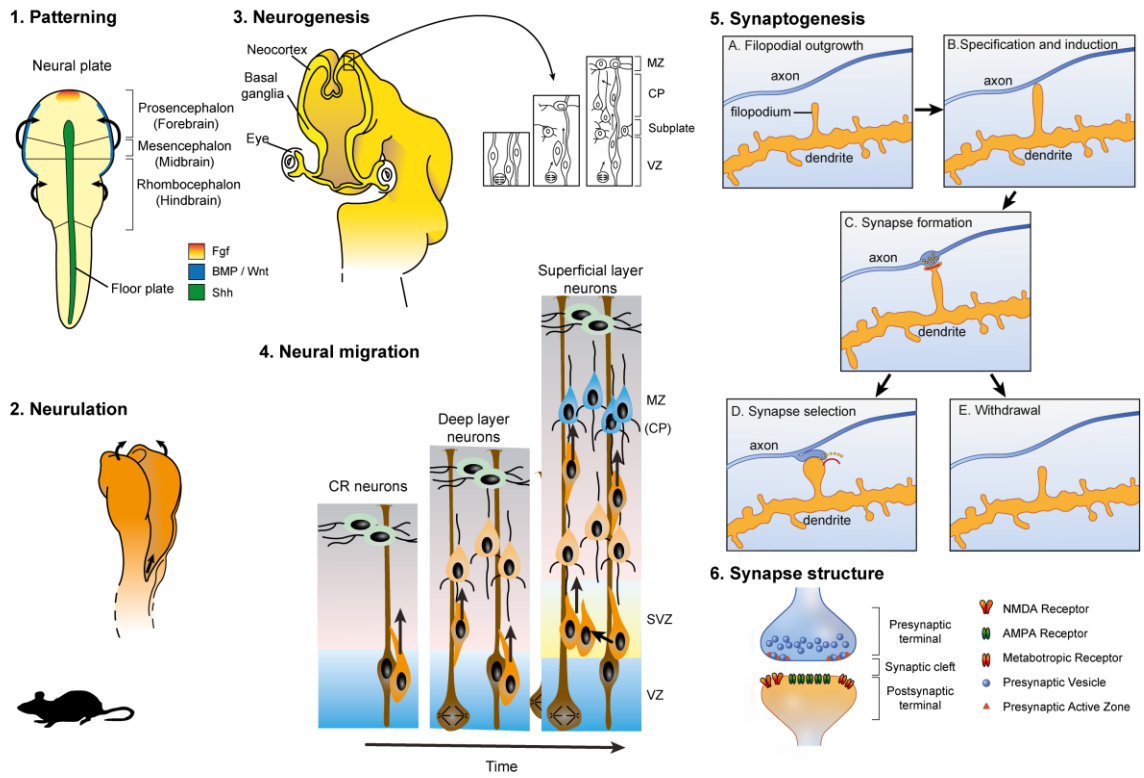 1. Patterning
Neural plate
Prosencephalon
(Forebrain)
Mesencephalon
(Midbrain)
Rhombocephalon
(Hindbrain)
Floor plate
Fgf
BMP / Wnt
Shh
2. Neurulation
3. Neurogenesis
Neocortex
Basal
ganglia
Eye
MZ
CP
Subplate
VZ
4. Neural migration
CR neurons
Deep layer
neurons
Superficial layer
neurons
MZ
(CP)
SVZ
VZ
Time
5. Synaptogenesis
A. Filopodial outgrowth
axon
filopodium
dendrite
B.Specification and induction
axon
dendrite
C. Synapse formation
axon
dendrite
D. Synapse selection
axon
dendrite
E. Withdrawal
6. Synapse structure
Presynaptic
terminal
Synaptic cleft
Postsynaptic
terminal
NMDA Receptor
AMPA Receptor
Metabotropic Receptor
Presynaptic Vesicle
Presynaptic Active Zone